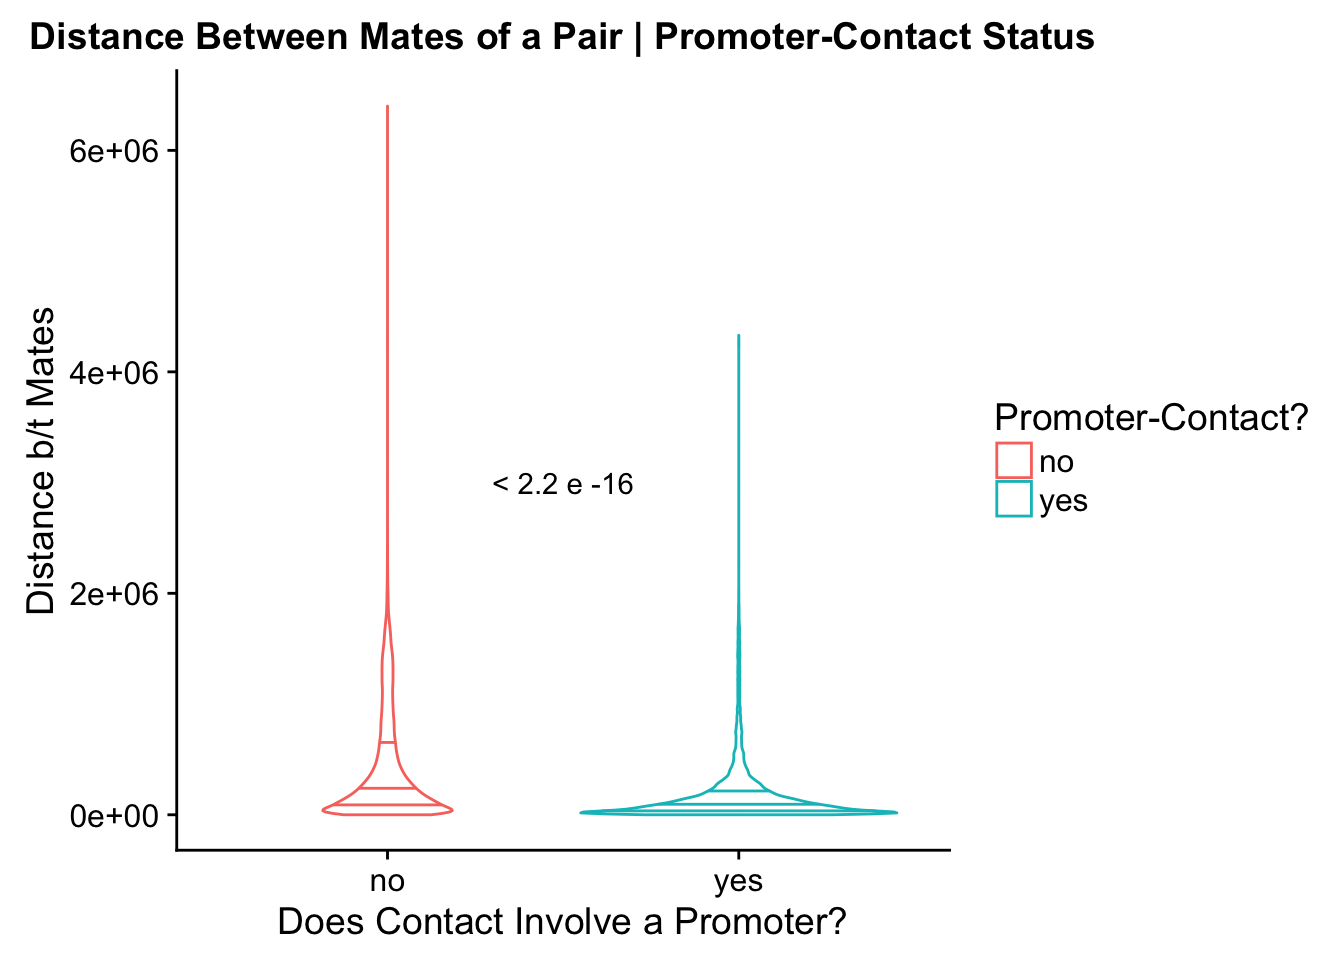 Distance Between Mates of a Pair | Promoter-Contact Status
Distance b/t Mates
6e+06
4e+06
2e+06
0e+00
< 2.2 e -16
no
yes
Does Contact Involve a Promoter?
Promoter-Contact?
no
yes